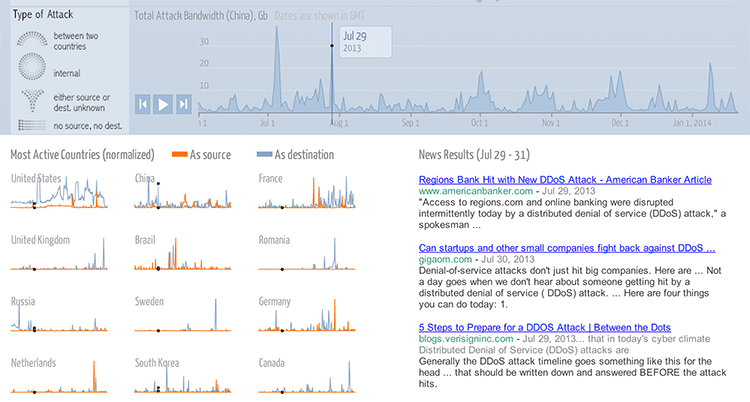 Type of Attack
between two
countries
internal
either source or
dest. unknown
no source, no dest.
Total Attack Bandwidth (China), Gb Dates are shown in GMT
30
20
10
Jul 29
2013
1 1
Jul 1
Aug 1
Sep 1
Oct 1
Nov 1
Dec 1
Jan 1, 2014
Most Active Countries (normalized)
As source
As destination
United States
China
France
United Kingdom
Brazil
Romania
Russia
Sweden
Germany
Netherlands
South Korea
Canada
News Results (Jul 29 - 31)
Regions Bank Hit with New DDoS Attack - American Banker Article
www.americanbanker.com - Jul 29, 2013
"Access to regions.com and online banking were disrupted
intermittently today by a distributed denial of service (DDoS) attack," a
spokesman ...
Can startups and other small companies fight back against DDoS ...
gigaom.com - Jul 30, 2013
Denial-of-service attacks don't just hit big companies. Here are ... Not
a day goes when we don't hear about someone getting hit by a
distributed denial of service ( DDoS) attack. ... Here are four things
you can do today: 1.
5 Steps to Prepare for a DDOS Attack | Between the Dots
blogs.verisigninc.com - Jul 29, 2013... that in today's cyber climate
Distributed Denial of Service (DDoS) attacks are
Generally the DDoS attack timeline goes something like this for the
head ... that should be written down and answered BEFORE the attack
hits.